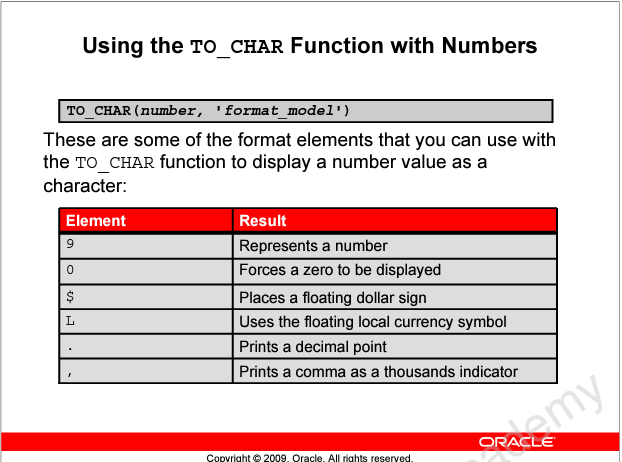 Using the TO_CHAR Function with Numbers
TO_CHAR(number, 'format_model')
These are some of the format elements that you can use with
the TO_CHAR function to display a number value as a
character:
Element Result
9 Represents a number
0 Forces a zero to be displayed
$ Places a floating dollar sign
L Uses the floating local currency symbol
. Prints a decimal point
, Prints a comma as a thousands indicator
ORACLE
Copyright © 2009, Oracle. All rights reserved.